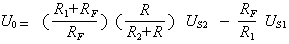 U0 = (R1+RF / RF) (R / R2+R) US2 − RF / R1 US1